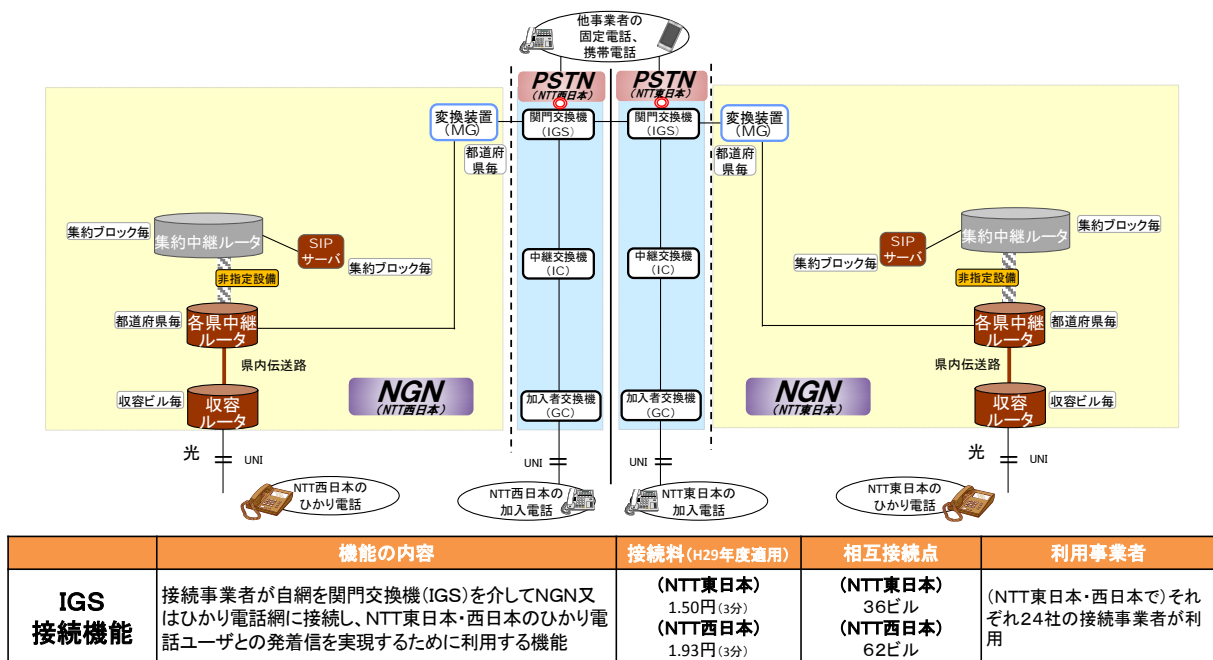 他事業者の
固定電話、
携帯電話
PSTN
(NTT西日本)
PSTN
(NTT東日本)
変換装置
(MG)
関門交換機
(IGS)
関門交換機
(IGS)
変換装置
(MG)
都道府
県毎
都道府
県毎
集約ブロック毎
集約中継ルータ
SIP
サーバ
集約ブロック毎
中継交換機
(IC)
中継交換機
(IC)
SIP
サーバ
集約ブロック毎
集約中継ルータ
集約ブロック毎
非指定設備
非指定設備
都道府県毎
各県中継
ルータ
各県中継
ルータ
都道府県毎
県内伝送路
県内伝送路
収容ビル毎
収容
ルータ
NGN
(NTT西日本)
加入者交換機
(GC)
加入者交換機
(GC)
NGN
(NTT東日本)
収容
ルータ
収容ビル毎
光
UNI
UNI
UNI
光
UNI
NTT西日本の
ひかり電話
NTT西日本の
加入電話
NTT東日本の
加入電話
NTT東日本の
ひかり電話
機能の内容
接続料(H29年度適用)
相互接続点
利用事業者
IGS
接続機能
接続事業者が自網を関門交換機(IGS)を介してNGN又
はひかり電話網に接続し、NTT東日本・西日本のひかり電
話ユーザとの発着信を実現するために利用する機能
(NTT東日本)
1.50円(3分)
(NTT西日本)
1.93円(3分)
(NTT東日本)
36ビル
(NTT西日本)
62ビル
(NTT東日本・西日本で)それ
ぞれ24社の接続事業者が利
用